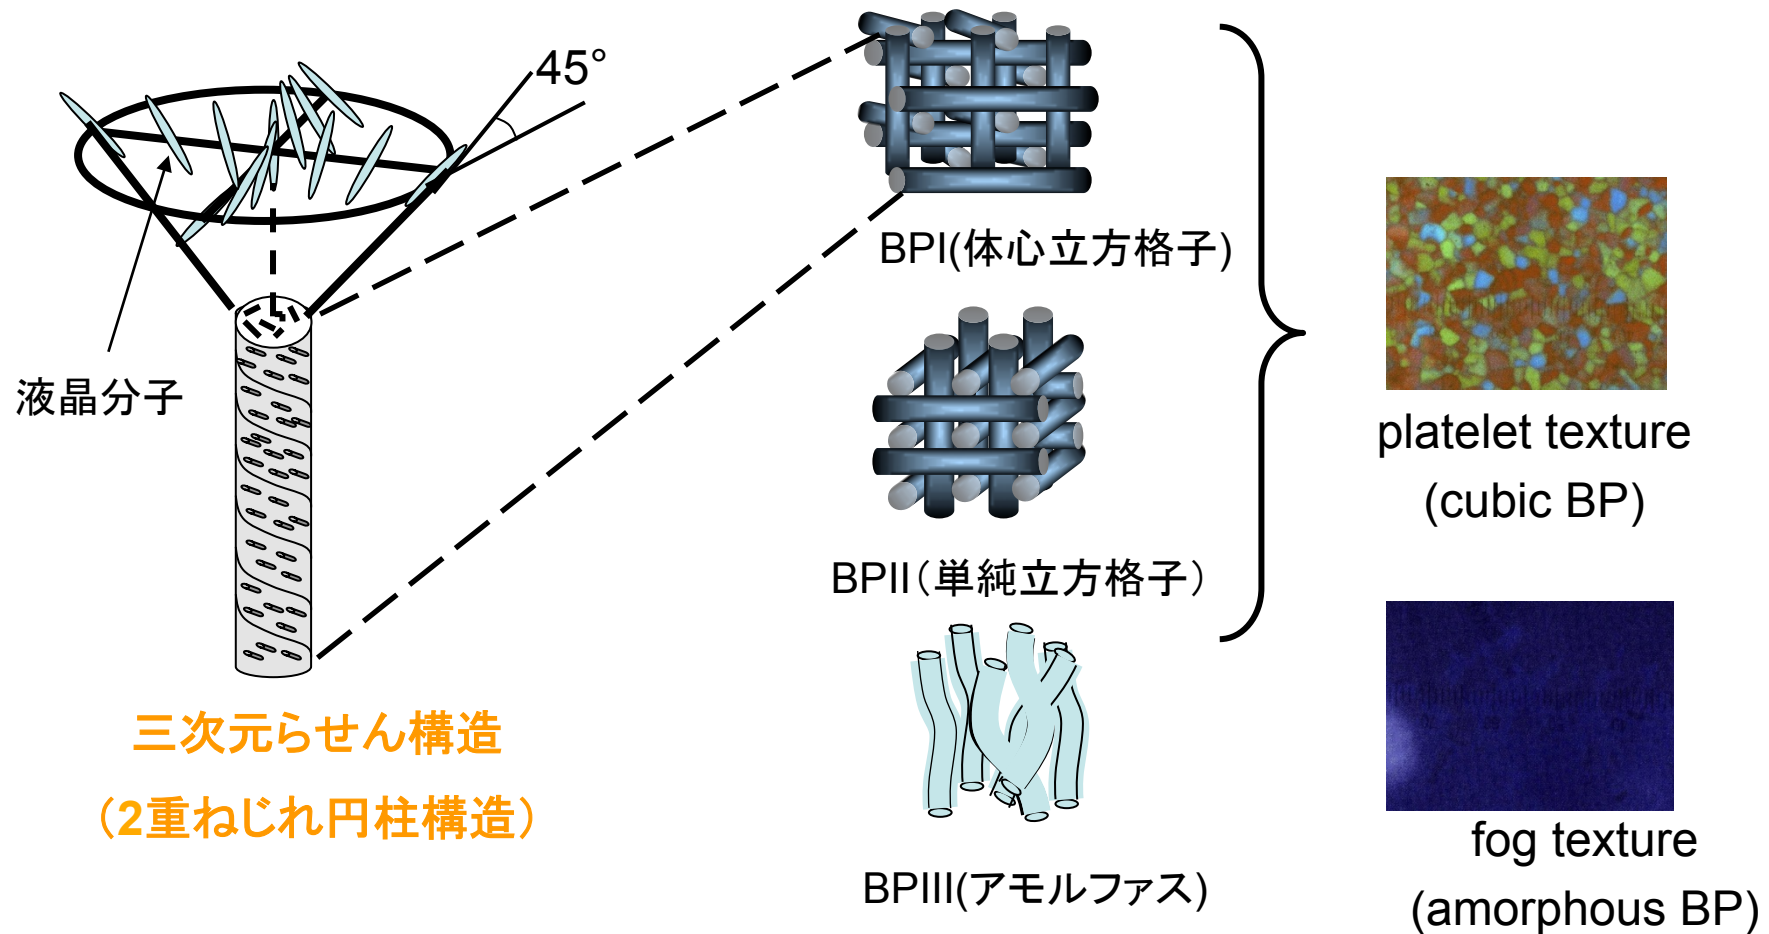 45°
液晶分子
三次元らせん構造
（2重ねじれ円柱構造）
BPI(体心立方格子)
BPII（単純立方格子）
BPIII(アモルファス)
platelet texture
(cubic BP)
fog texture
(amorphous BP)